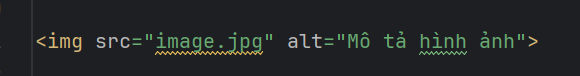 <img src="image.jpg" alt="Mô tả hình ảnh">